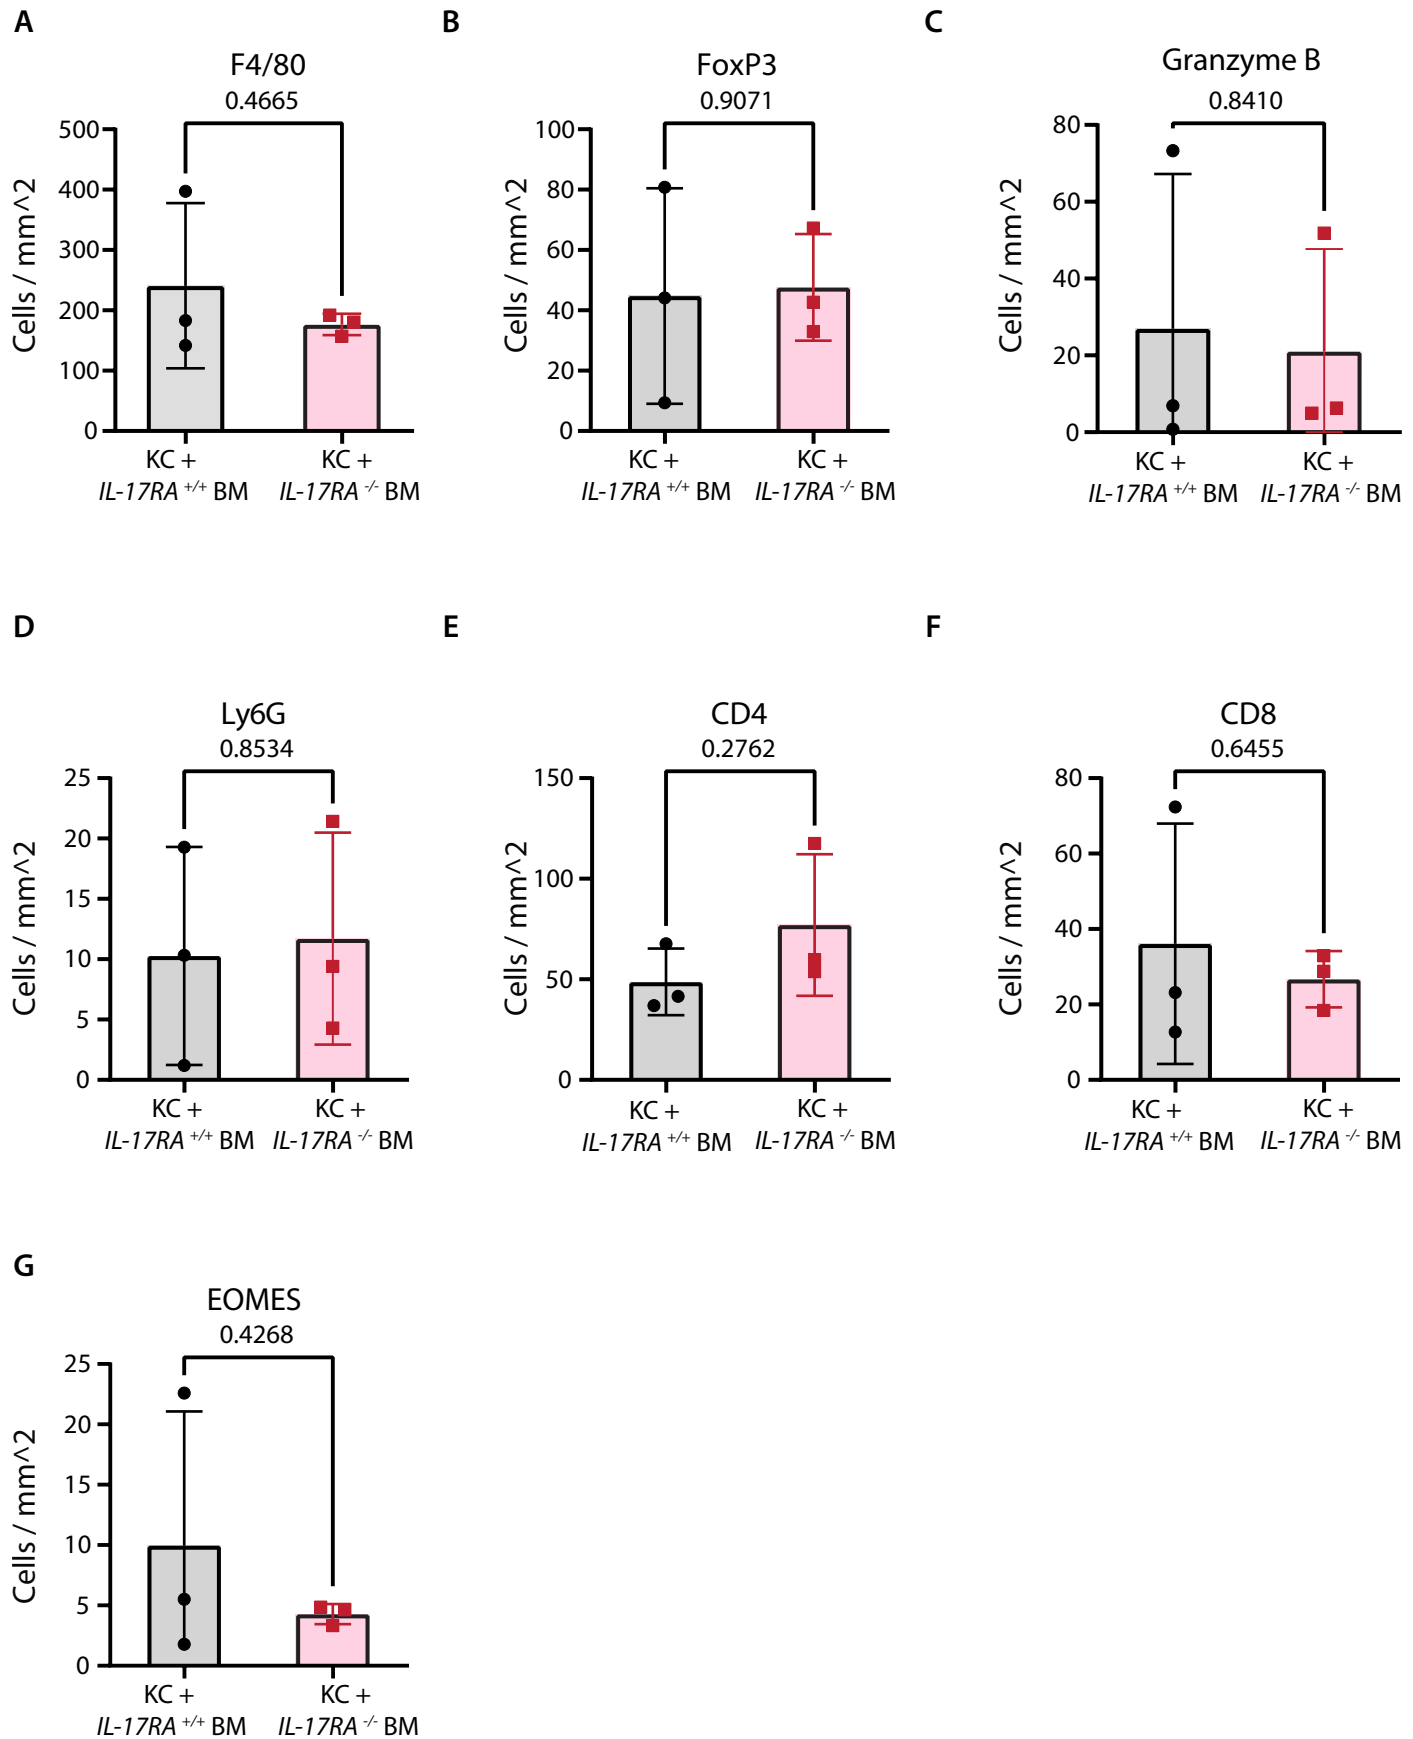 A
F4/80
0.4665
500
400
300
200
100
0
Cells / mm^2
KC +
IL-17RA +/+ BM
KC +
IL-17RA -/- BM
B
FoxP3
0.9071
100
80
60
40
20
0
Cells / mm^2
KC +
IL-17RA +/+ BM
KC +
IL-17RA -/- BM
C
Granzyme B
0.8410
80
60
40
20
0
Cells / mm^2
KC +
IL-17RA +/+ BM
KC +
IL-17RA -/- BM
D
Ly6G
0.8534
25
20
15
10
5
0
Cells / mm^2
KC +
IL-17RA +/+ BM
KC +
IL-17RA -/- BM
E
CD4
0.2762
150
100
50
0
Cells / mm^2
KC +
IL-17RA +/+ BM
KC +
IL-17RA -/- BM
F
CD8
0.6455
80
60
40
20
0
Cells / mm^2
KC +
IL-17RA +/+ BM
KC +
IL-17RA -/- BM
G
EOMES
0.4268
25
20
15
10
5
0
Cells / mm^2
KC +
IL-17RA +/+ BM
KC +
IL-17RA -/- BM